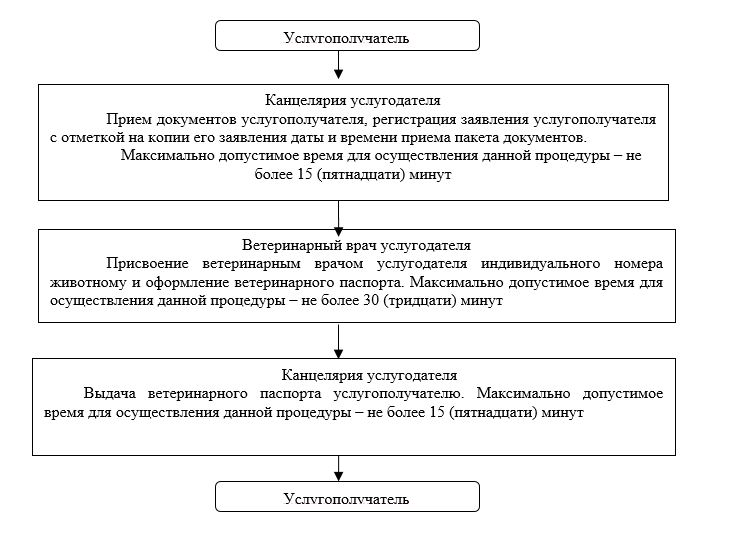 Услугополучатель
Канцелярия услугодателя
Прием документов услугополучателя, регистрация заявления услугополучателя
с отметкой на копии его заявления даты и времени приема пакета документов.
Максимально допустимое время для осуществления данной процедуры – не
более 15 (пятнадцати) минут
Ветеринарный врач услугодателя
Присвоение ветеринарным врачом услугодателя индивидуального номера
животному и оформление ветеринарного паспорта. Максимально допустимое время для
осуществления данной процедуры – не более 30 (тридцати) минут
Канцелярия услугодателя
Выдача ветеринарного паспорта услугополучателю. Максимально допустимое
время для осуществления данной процедуры – не более 15 (пятнадцати) минут
Услугополучатель